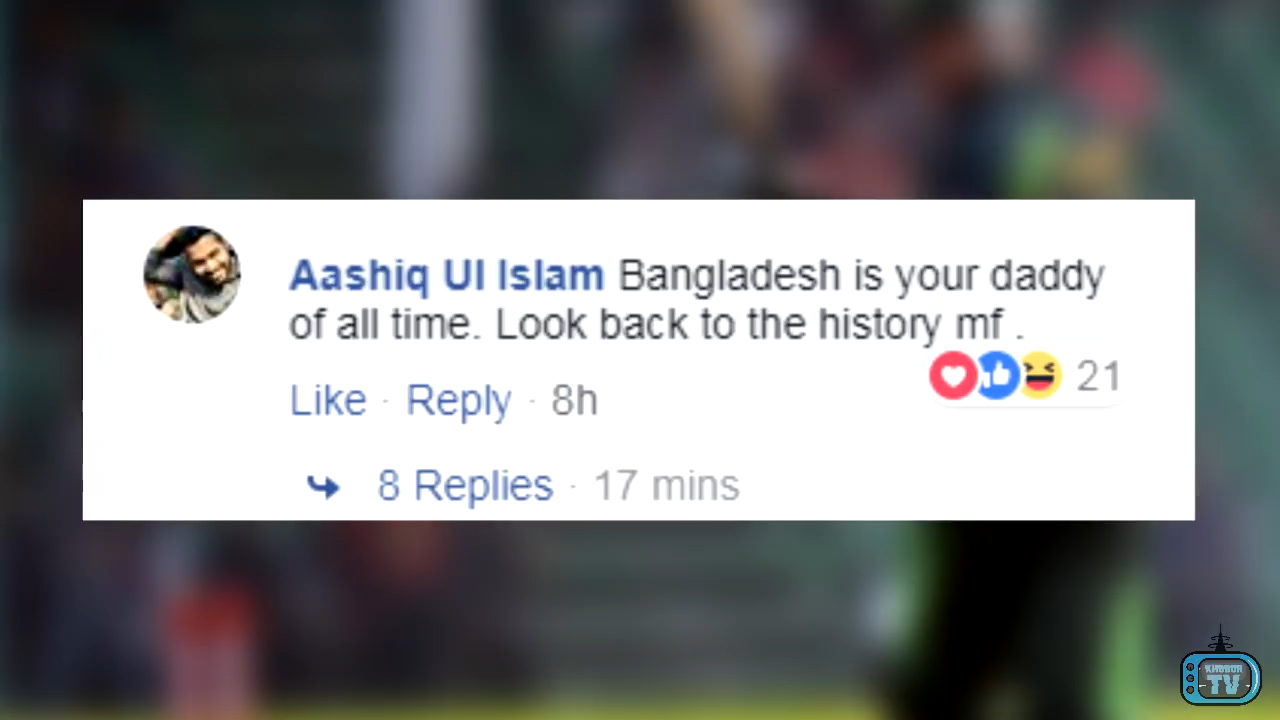 Aashiq Ul Islam Bangladesh is your daddy
of all time. Look back to the history mf .
21
Like · Reply · 8h
8 Replies · 17 mins
TV